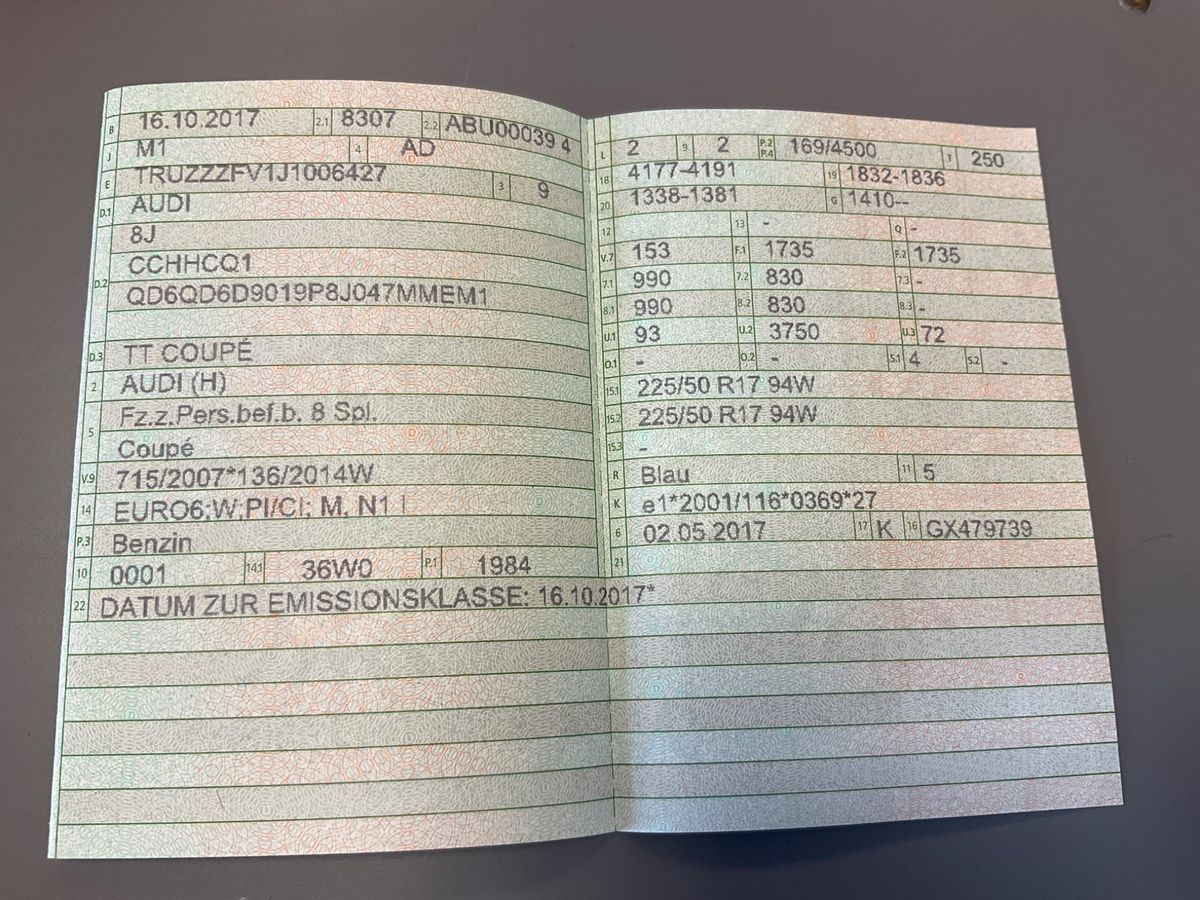 B 16.10.2017 2.1 8307 2.2 ABU00039 4
J M1 4 AD
E TRUZZZFV1J1006427 3 9
D.1 AUDI
D.2 8J
CCHHCQ1
QD6QD6D9019P8J047MMEM1
D.3 TT COUPÉ
2 AUDI (H)
5 Fz.z.Pers.bef.b. 8 Spl.
Coupé
V.9 715/2007*136/2014W
14 EURO6;W;PI/CI; M, N1 I
P.3 Benzin
10 0001 14.1 36W0 P.1 1984
22 DATUM ZUR EMISSIONSKLASSE: 16.10.2017*
L 2 9 2 P.2 P.4 169/4500 T 250
18 4177-4191 19 1832-1836
20 1338-1381 G 1410--
12 13 - Q -
V.7 153 F.1 1735 F.2 1735
7.1 990 7.2 830 7.3 -
8.1 990 8.2 830 8.3 -
U.1 93 U.2 3750 U.3 72
O.1 - O.2 - S.1 4 S.2 -
15.1 225/50 R17 94W
15.2 225/50 R17 94W
15.3 -
R Blau 11 5
K e1*2001/116*0369*27
6 02.05.2017 17 K 16 GX479739
21